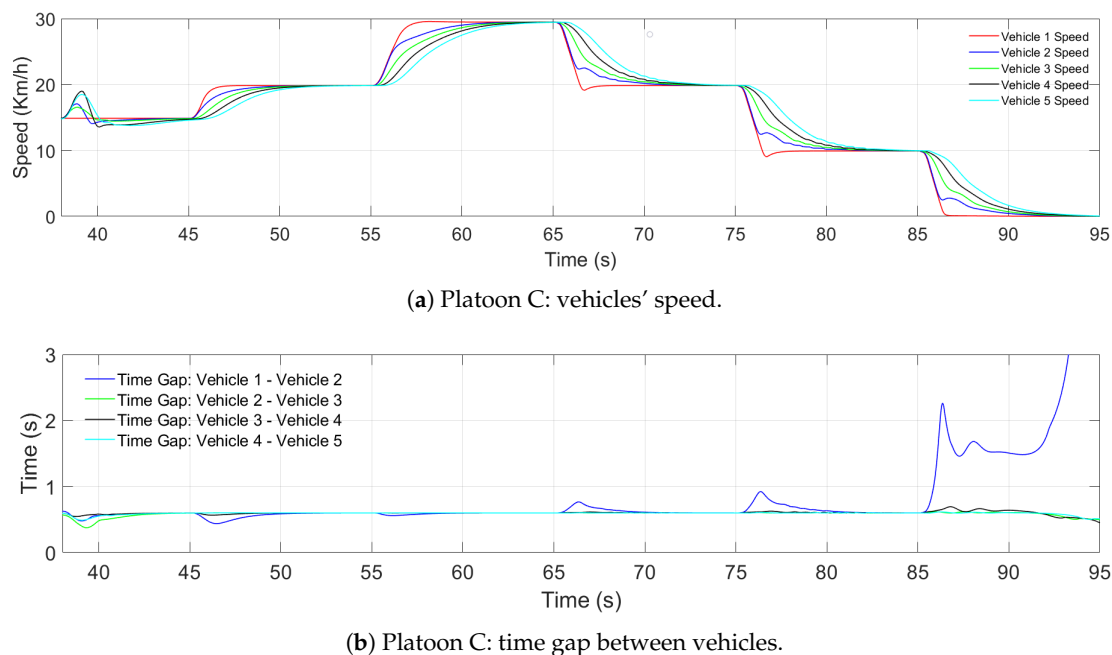 30
20
10
0
Speed (Km/h)
Vehicle 1 Speed
Vehicle 2 Speed
Vehicle 3 Speed
Vehicle 4 Speed
Vehicle 5 Speed
40 45 50 55 60 65 70 75 80 85 90 95
Time (s)
(a) Platoon C: vehicles’ speed.
3
2
1
0
Time (s)
Time Gap: Vehicle 1 - Vehicle 2
Time Gap: Vehicle 2 - Vehicle 3
Time Gap: Vehicle 3 - Vehicle 4
Time Gap: Vehicle 4 - Vehicle 5
40 45 50 55 60 65 70 75 80 85 90 95
Time (s)
(b) Platoon C: time gap between vehicles.